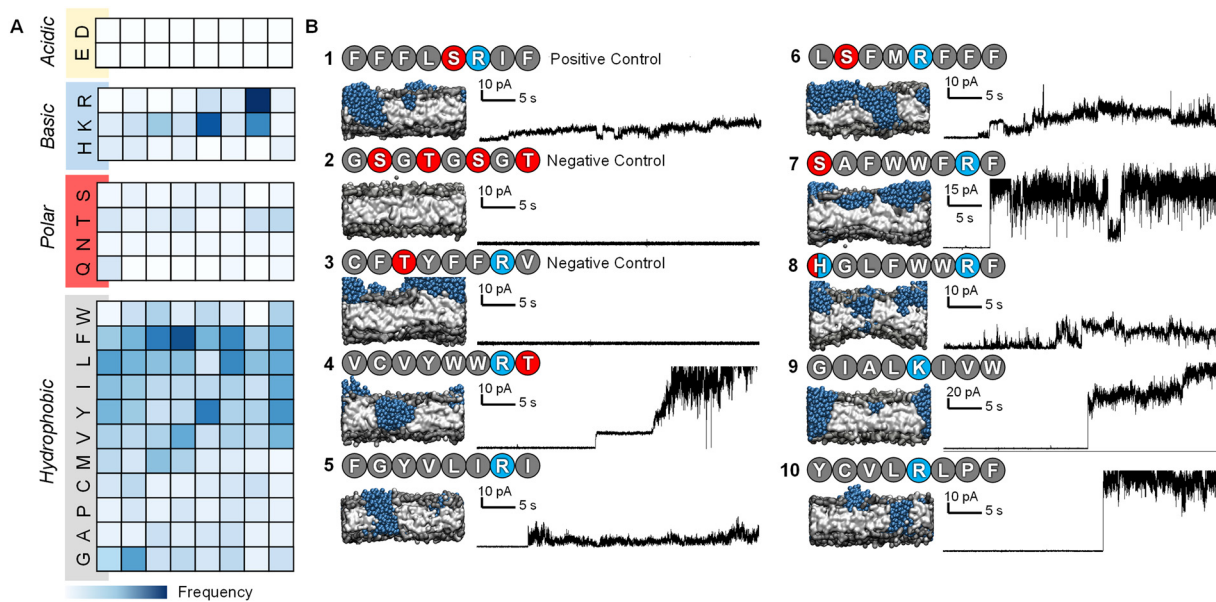 A
Acidic
E D
Basic
H K R
Polar
Q N T S
Hydrophobic
G A P C M V Y I L F W
Frequency
B
1 F F F L S R I F Positive Control
10 pA
5 s
2 G S G T G S G T Negative Control
10 pA
5 s
3 C F T Y F F R V Negative Control
10 pA
5 s
4 V C V Y W W R T
10 pA
5 s
5 F G Y V L I R I
10 pA
5 s
6 L S F M R F F F
10 pA
5 s
7 S A F W W F R F
15 pA
5 s
8 H G L F W W R F
10 pA
5 s
9 G I A L K I V W
20 pA
5 s
10 Y C V L R L P F
10 pA
5 s